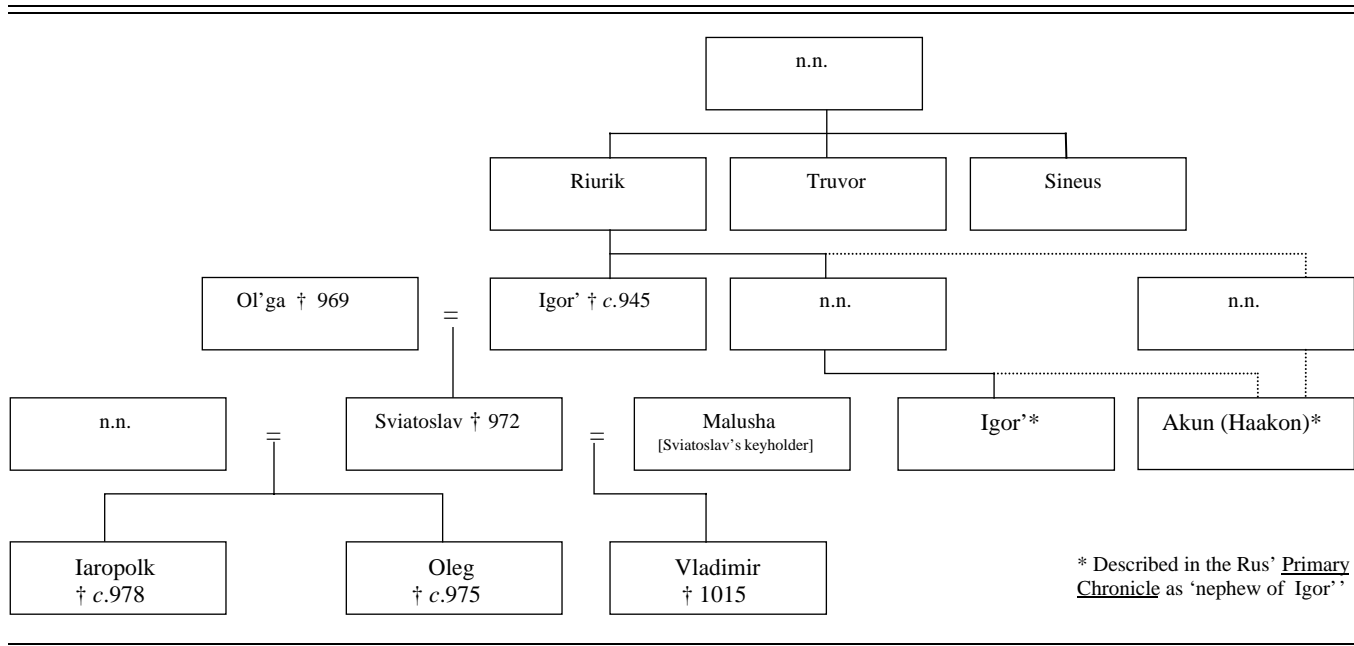 n.n.
Riurik
Truvor
Sineus
Ol’ga † 969
=
Igor’ † c.945
n.n.
n.n.
n.n.
=
Sviatoslav † 972
=
Malusha
[Sviatoslav’s keyholder]
Igor’*
Akun (Haakon)*
Iaropolk
† c.978
Oleg
† c.975
Vladimir
† 1015
* Described in the Rus’ Primary
Chronicle as ‘nephew of Igor’’